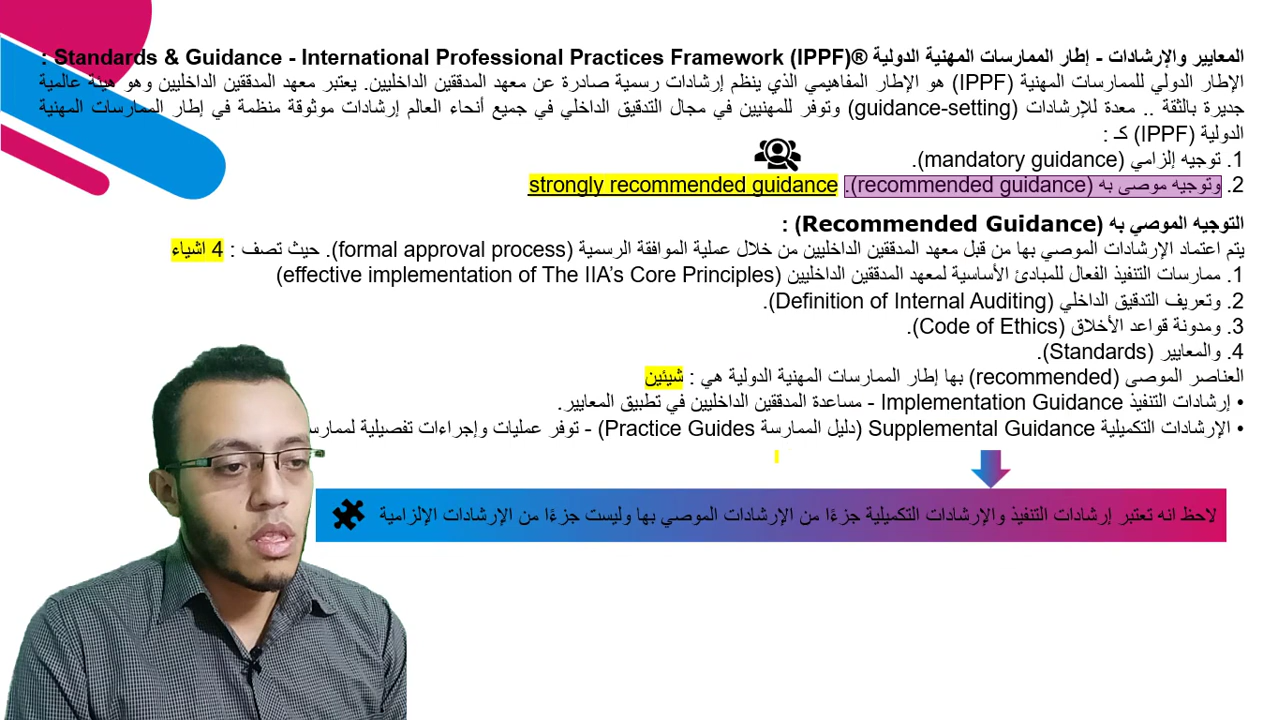 المعايير والإرشادات - إطار الممارسات المهنية الدولية Standards & Guidance - International Professional Practices Framework (IPPF)® :
الإطار الدولي للممارسات المهنية (IPPF) هو الإطار المفاهيمي الذي ينظم إرشادات رسمية صادرة عن معهد المدققين الداخليين. يعتبر معهد المدققين الداخليين وهو هيئة عالمية
جديرة بالثقة .. معدة للإرشادات (guidance-setting) وتوفر للمهنيين في مجال التدقيق الداخلي في جميع أنحاء العالم إرشادات موثوقة منظمة في إطار الممارسات المهنية
الدولية (IPPF) كـ :
1. توجيه إلزامي (mandatory guidance).
2. وتوجيه موصى به (recommended guidance). strongly recommended guidance
التوجيه الموصي به (Recommended Guidance) :
يتم اعتماد الإرشادات الموصي بها من قبل معهد المدققين الداخليين من خلال عملية الموافقة الرسمية (formal approval process). حيث تصف : 4 اشياء
1. ممارسات التنفيذ الفعال للمبادئ الأساسية لمعهد المدققين الداخليين (effective implementation of The IIA's Core Principles)
2. وتعريف التدقيق الداخلي (Definition of Internal Auditing).
3. ومدونة قواعد الأخلاق (Code of Ethics).
4. والمعايير (Standards).
العناصر الموصى (recommended) بها إطار الممارسات المهنية الدولية هي : شيئين
• إرشادات التنفيذ Implementation Guidance - مساعدة المدققين الداخليين في تطبيق المعايير.
• الإرشادات التكميلية Supplemental Guidance (دليل الممارسة Practice Guides) - توفر عمليات وإجراءات تفصيلية
لاحظ انه تعتبر إرشادات التنفيذ والإرشادات التكميلية جزءًا من الإرشادات الموصي بها وليست جزءًا من الإرشادات الإلزامية